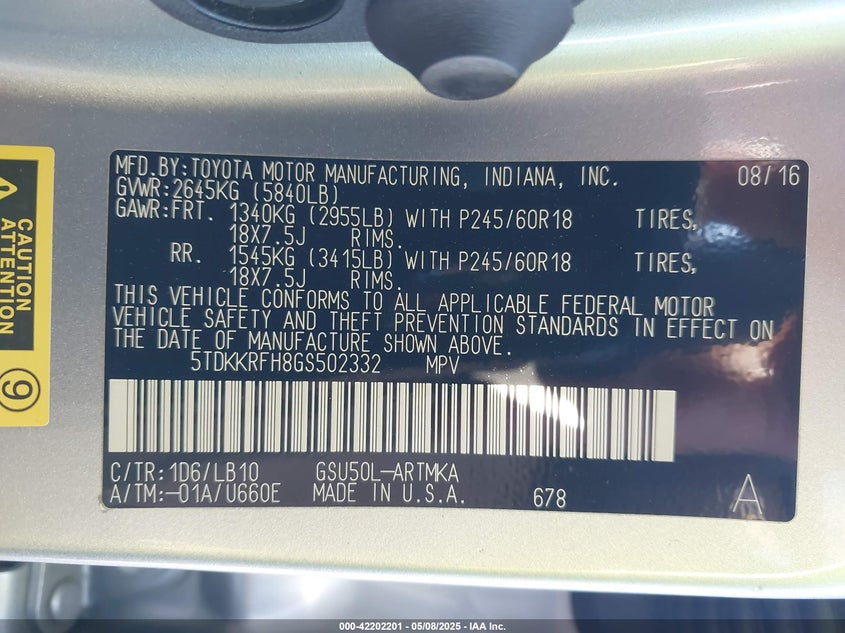 MFD.BY:TOYOTA MOTOR MANUFACTURING, INDIANA, INC. 08/16
GVWR:2645KG (5840LB)
GAWR:FRT. 1340KG (2955LB) WITH P245/60R18 TIRES,
18X7.5J RIMS.
RR. 1545KG (3415LB) WITH P245/60R18 TIRES,
18X7.5J RIMS.
THIS VEHICLE CONFORMS TO ALL APPLICABLE FEDERAL MOTOR
VEHICLE SAFETY AND THEFT PREVENTION STANDARDS IN EFFECT ON
THE DATE OF MANUFACTURE SHOWN ABOVE.
5TDKKRFH8GS502332 MPV
C/TR:1D6/LB10 GSU50L-ARTMKA
A/TM:-01A/U660E MADE IN U.S.A. 678 A
CAUTION
ATTENTION
9
000-42202201 - 05/08/2025 - IAA Inc.